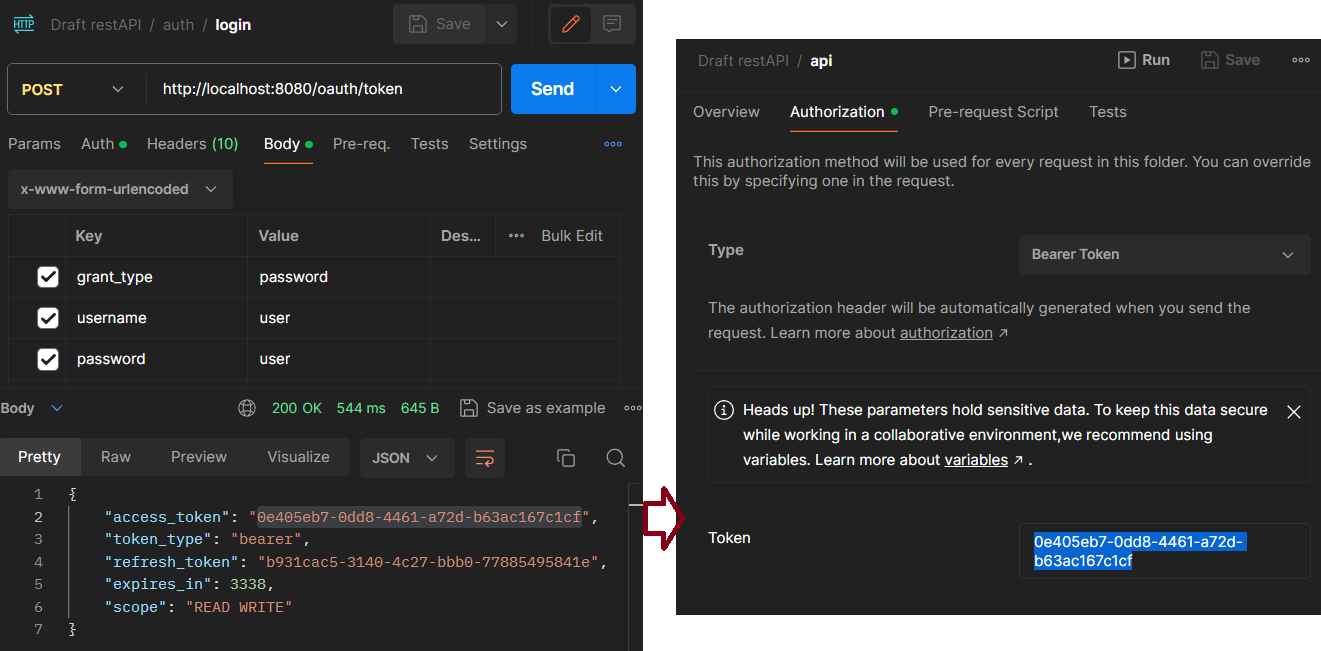 HTTP Draft restAPI / auth / login Save
POST http://localhost:8080/oauth/token Send
Params Auth Headers (10) Body Pre-req. Tests Settings
x-www-form-urlencoded
Key Value Des... Bulk Edit
grant_type password
username user
password user
Body 200 OK 544 ms 645 B Save as example
Pretty Raw Preview Visualize JSON
1 {
2 "access_token": "0e405eb7-0dd8-4461-a72d-b63ac167c1cf",
3 "token_type": "bearer",
4 "refresh_token": "b931cac5-3140-4c27-bbb0-77885495841e",
5 "expires_in": 3338,
6 "scope": "READ WRITE"
7 }
Draft restAPI / api Run Save
Overview Authorization Pre-request Script Tests
This authorization method will be used for every request in this folder. You can override
this by specifying one in the request.
Type Bearer Token
The authorization header will be automatically generated when you send the
request. Learn more about authorization ↗
Heads up! These parameters hold sensitive data. To keep this data secure
while working in a collaborative environment,we recommend using
variables. Learn more about variables ↗ .
Token 0e405eb7-0dd8-4461-a72d-
b63ac167c1cf